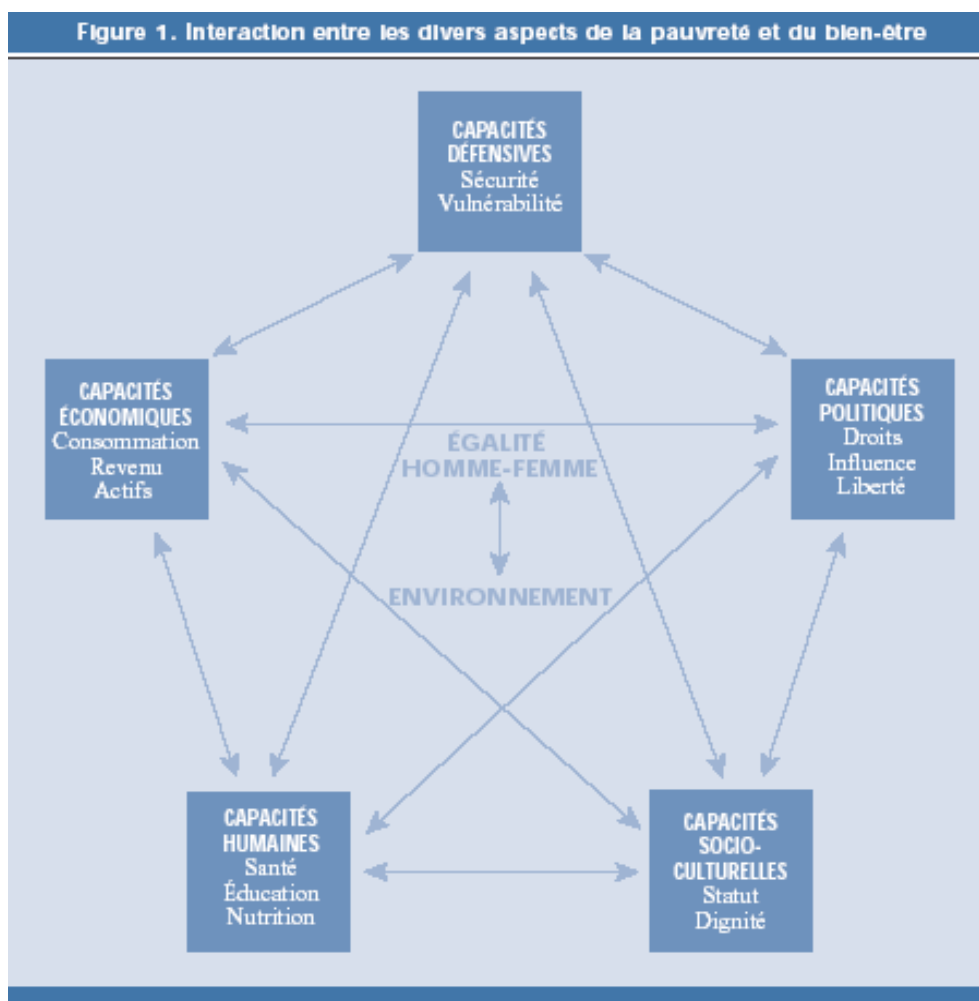 Figure 1. Interaction entre les divers aspects de la pauvreté et du bien-être
CAPACITÉS
DÉFENSIVES
Sécurité
Vulnérabilité
CAPACITÉS
ÉCONOMIQUES
Consommation
Revenu
Actifs
CAPACITÉS
POLITIQUES
Droits
Influence
Liberté
ÉGALITÉ
HOMME-FEMME
ENVIRONNEMENT
CAPACITÉS
HUMAINES
Santé
Éducation
Nutrition
CAPACITÉS
SOCIO-
CULTURELLES
Statut
Dignité